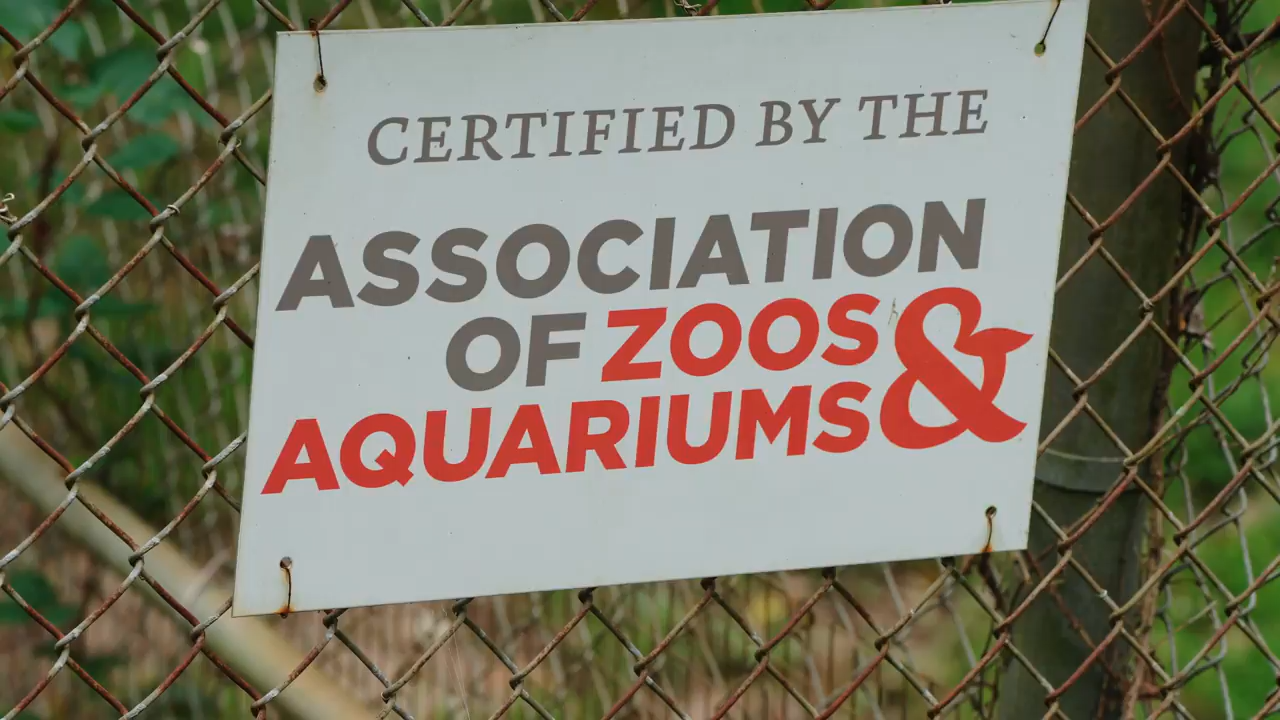 CERTIFIED BY THE
ASSOCIATION
OF ZOOS &
AQUARIUMS